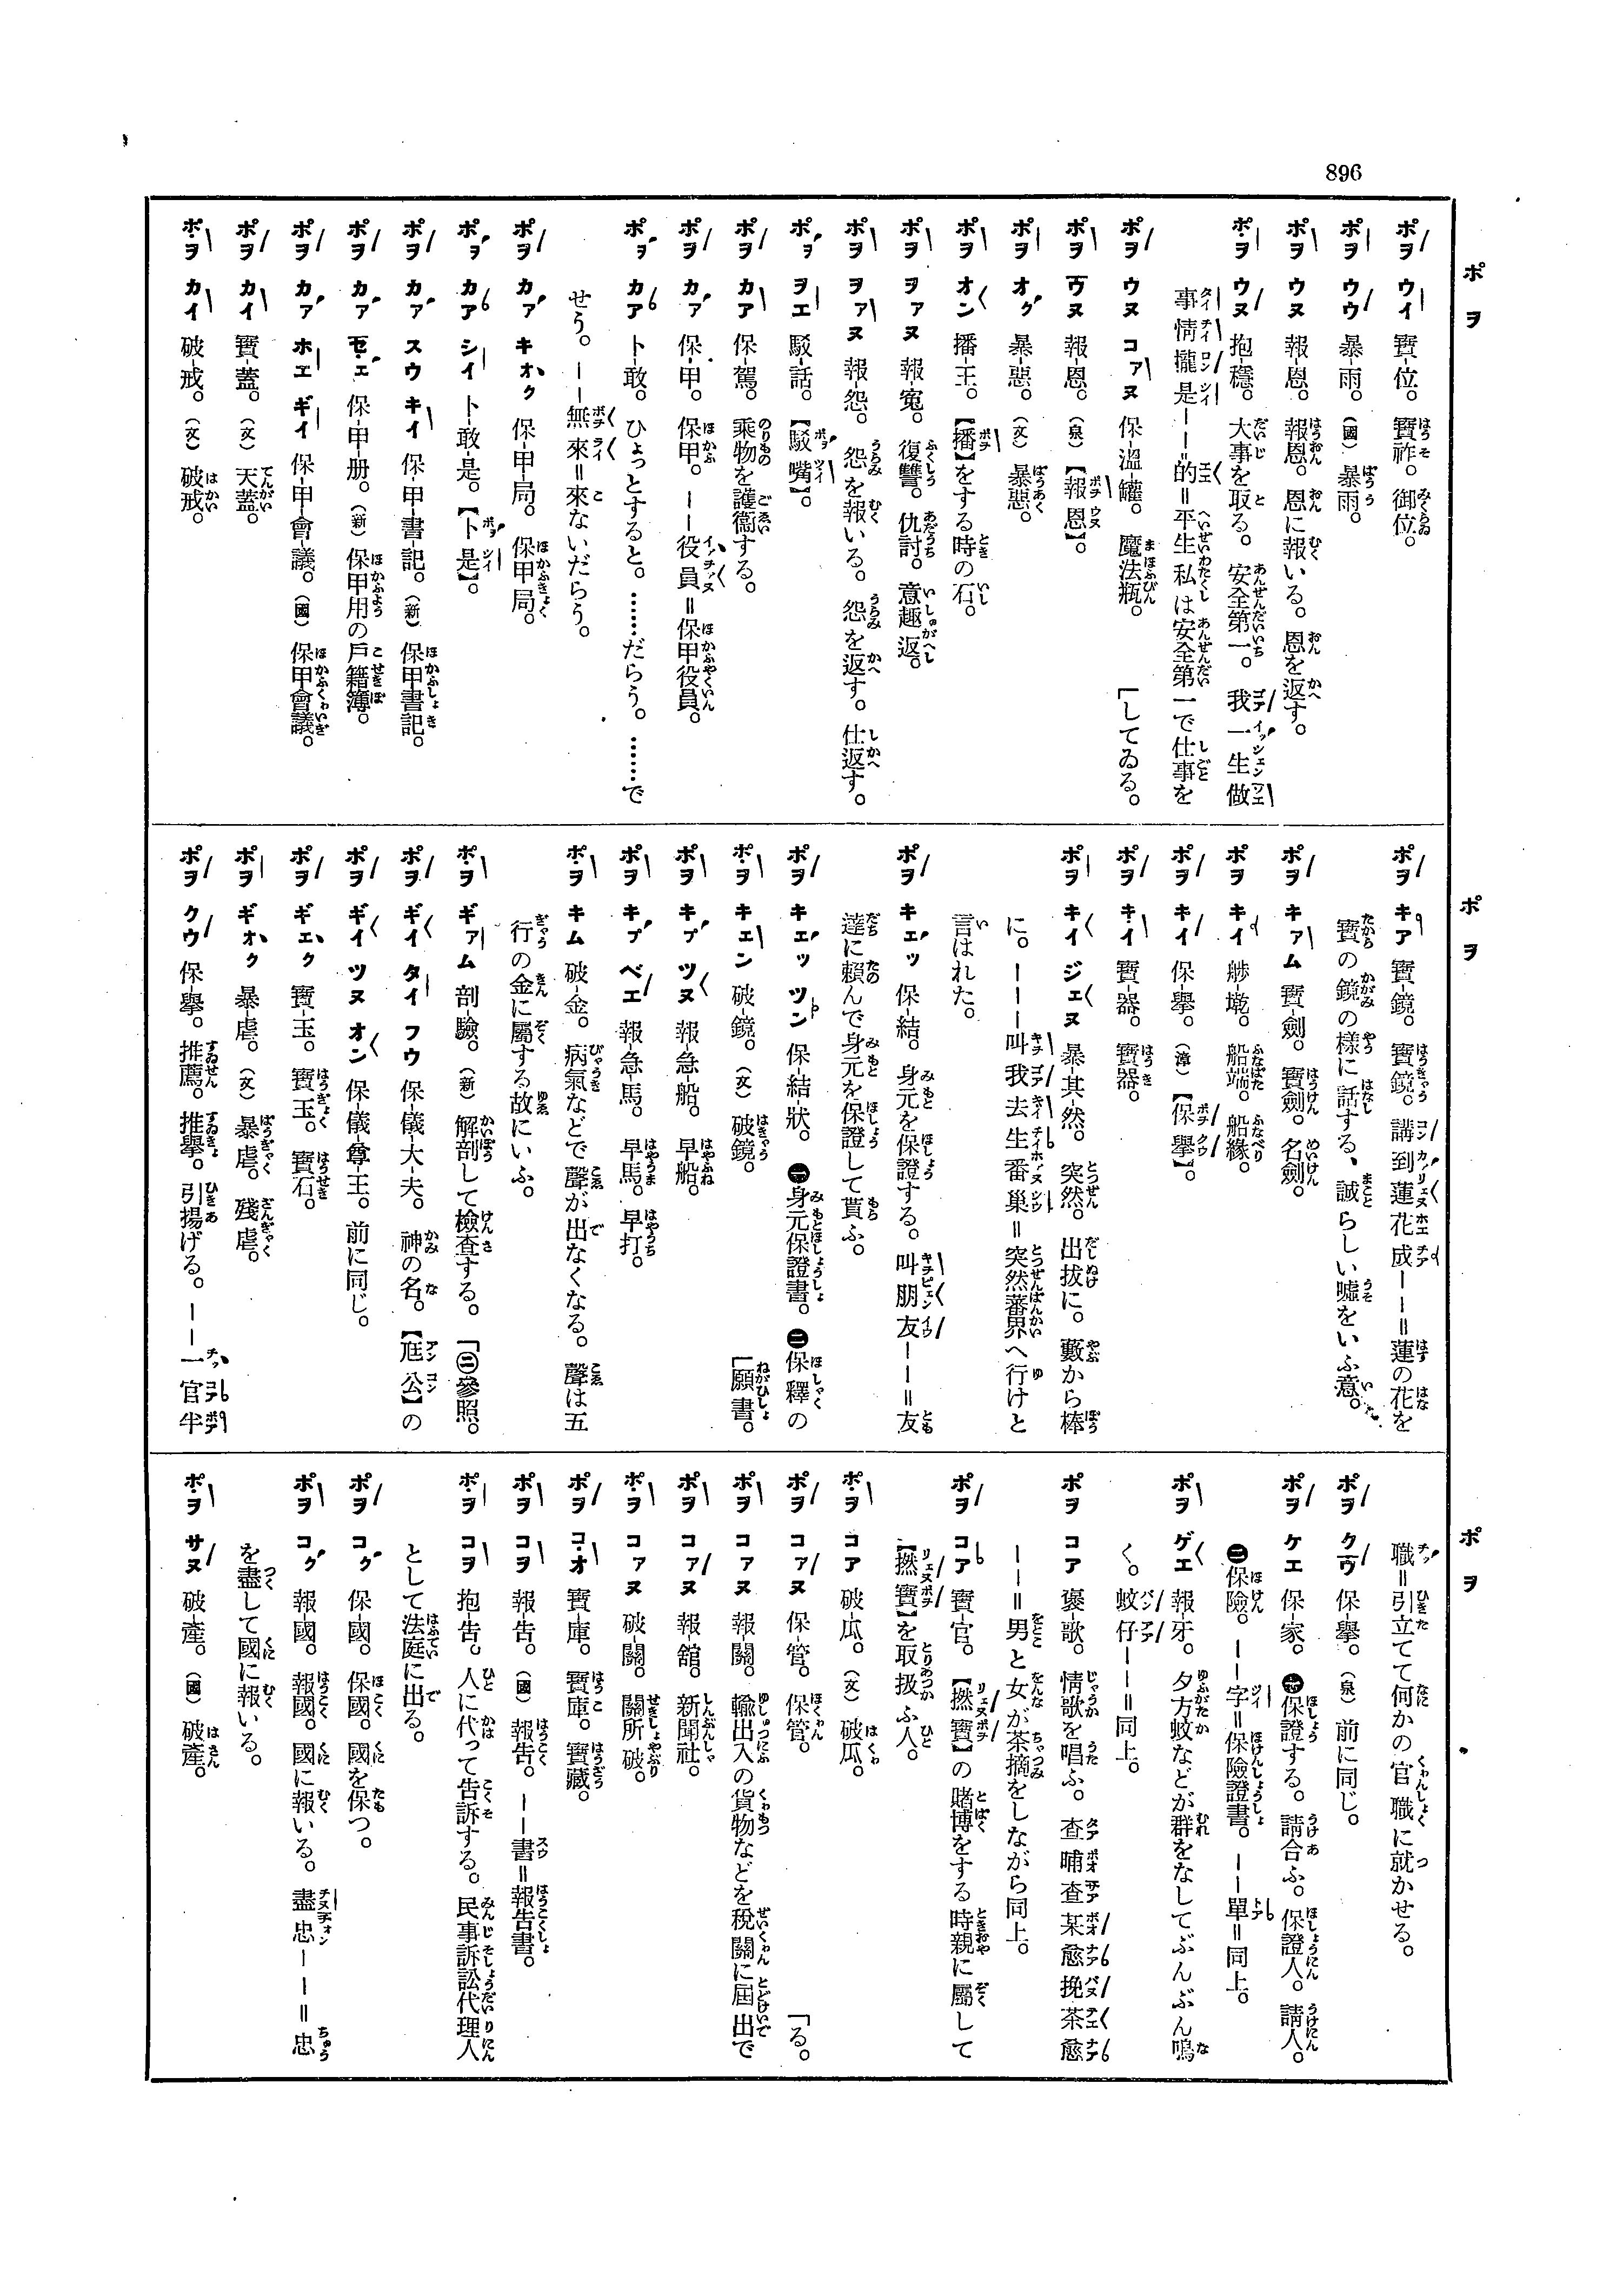 896
ポヲ
ポヲ ウイ 寶-位。 寶祚。御位。
ポヲ ウウ 暴-雨。(國) 暴雨。
ポヲ ウヌ 報-恩。 報恩。恩に報いる。恩を返す。
ポヲ ウヌ 抱-穩。 大事を取る。安全第一。 我一生做
事情攏是――=的=平生私は安全第一で仕事を
ポヲ ウヌ コァヌ 保-溫-罐。 魔法瓶。 「してゐる。
ポヲ ウヌ 報-恩。(泉)【報恩】。
ポヲ オㇰ 暴-惡。(文) 暴惡。
ポヲ オン 播-王。【播】をする時の石。
ポヲ ヲァヌ 報-寃。 復讐。仇討。意趣返。
ポヲ ヲァヌ 報-怨。 怨を報いる。怨を返す。仕返す。
ポヲ ヲエ 駁-話。【駁嘴】。
ポヲ カア 保-駕。 乘物を護衞する。
ポヲ カァ 保-甲。 保甲。――役員=保甲役員。
ポヲ カア 卜-敢。 ひょっとすると。……だらう。……で
せう。――無來=來ないだらう。
ポヲ カァ キオㇰ 保-甲-局。 保甲局。
ポヲ カア シイ 卜-敢-是。【卜是】。
ポヲ カァ スウ キイ 保-甲-書-記。(新) 保甲書記。
ポヲ カァ セェ 保-甲-册。(新) 保甲用の戶籍簿。
ポヲ カァ ホエ ギイ 保-甲-會-議。(國) 保甲會議。
ポヲ カイ 寶-蓋。(文) 天蓋。
ポヲ カイ 破-戒。(文) 破戒。
ポヲ
ポヲ キア 寶-鏡。 寶鏡。 講到蓮花成――=蓮の花を
寶の鏡の樣に話する、誠らしい噓をいふ意。
ポヲ キァム 寶-劍。 寶劍。名劍。
ポヲ キイ 䑩-墘。 船端。船緣。
ポヲ キイ 保-擧。(漳)【保擧】。
ポヲ キイ 寶-器。 寶器。
ポヲ キイ ジェヌ 暴-其-然。 突然。出拔に。藪から棒
に。―――叫我去生番巢=突然蕃界へ行けと
言はれた。
ポヲ キェッ 保-結。 身元を保證する。叫朋友――=友
達に賴んで身元を保證して貰ふ。
ポヲ キェッ ツン 保-結-狀。 ㊀身元保證書。㊁保釋の
ポヲ キェン 破-鏡。(文) 破鏡。 「願書。
ポヲ キㇷ゚ ツヌ 報-急-船。 早船。
ポヲ キㇷ゚ ベエ 報-急-馬。 早馬。早打。
ポヲ キム 破-金。 病氣などで聲が出なくなる。聲は五
行の金に屬する故にいふ。
ポヲ ギァム 剖-驗。(新) 解剖して檢查する。 「㊁參照。
ポヲ ギイ タイ フウ 保-儀-大-夫。 神の名。【尪公】の
ポヲ ギイ ツヌ オン 保-儀-尊-王。前に同じ。
ポヲ ギェㇰ 寶-玉。 寶玉。寶石。
ポヲ ギオㇰ 暴-虐。(文) 暴虐。殘虐。
ポヲ クウ 保-擧。 推薦。推擧。引揚げる。――一官半
ポヲ
職=引立てて何かの官職に就かせる。
ポヲ クウ 保-擧。(泉) 前に同じ。
ポヲ ケエ 保-家。 ㊀保證する。請合ふ。保證人。請人。
㊁保險。――字=保險證書。――單=同上。
ポヲ ゲエ 報-牙。 夕方蚊などが群をなしてぶんぶん鳴
く。蚊仔――=同上。
ポヲ コア 褒-歌。 情歌を唱ふ。 查晡查某愈挽茶愈
――=男と女が茶摘をしながら同上。
ポヲ コア 寶-官。【撚寶】の賭博をする時親に屬して
【撚寶】を取扱ふ人。
ポヲ コア 破-瓜。(文) 破瓜。
ポヲ コァヌ 保-管。 保管。 「る。
ポヲ コァヌ 報-關。 輸出入の貨物などを稅關に屆出で
ポヲ コァヌ 報-舘。 新聞社。
ポヲ コァヌ 破-關。 關所破。
ポヲ コオ 寶-庫。 寶庫。寶藏。
ポヲ コヲ 報-告。(國) 報告。――書=報告書。
ポヲ コヲ 抱-告。 人に代って告訴する。民事訴訟代理人
として法庭に出る。
ポヲ コㇰ 保-國。 保國。國を保つ。
ポヲ コㇰ 報-國。 報國。國に報いる。 盡忠――=忠
を盡して國に報いる。
ポヲ サヌ 破-產。(國) 破產。